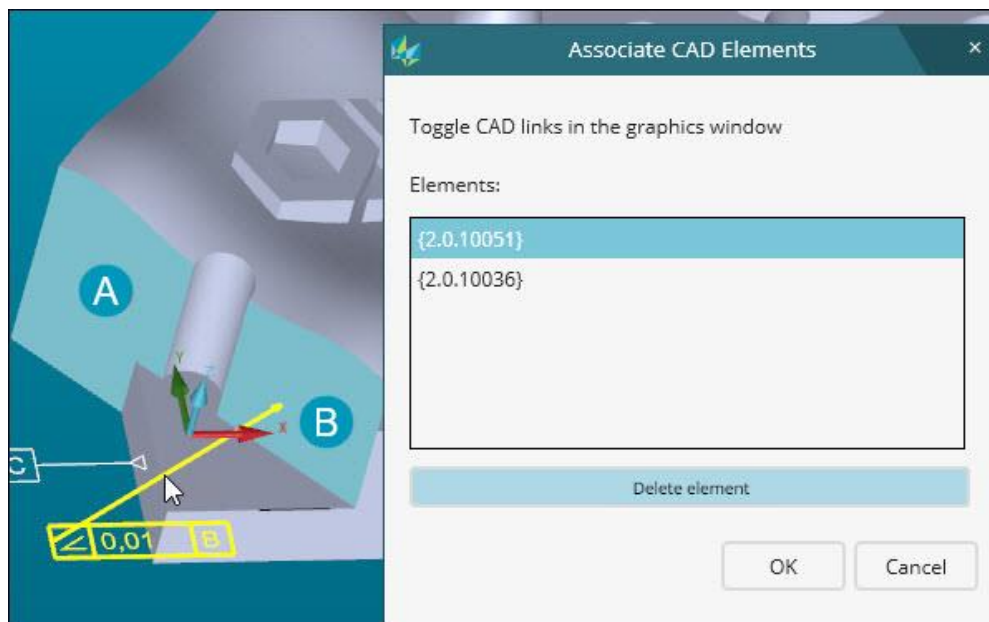 Associate CAD Elements
Toggle CAD links in the graphics window
Elements:
{2.0.10051}
{2.0.10036}
Delete element
OK
Cancel
A
B
Y
Z
X
C
0,01
B